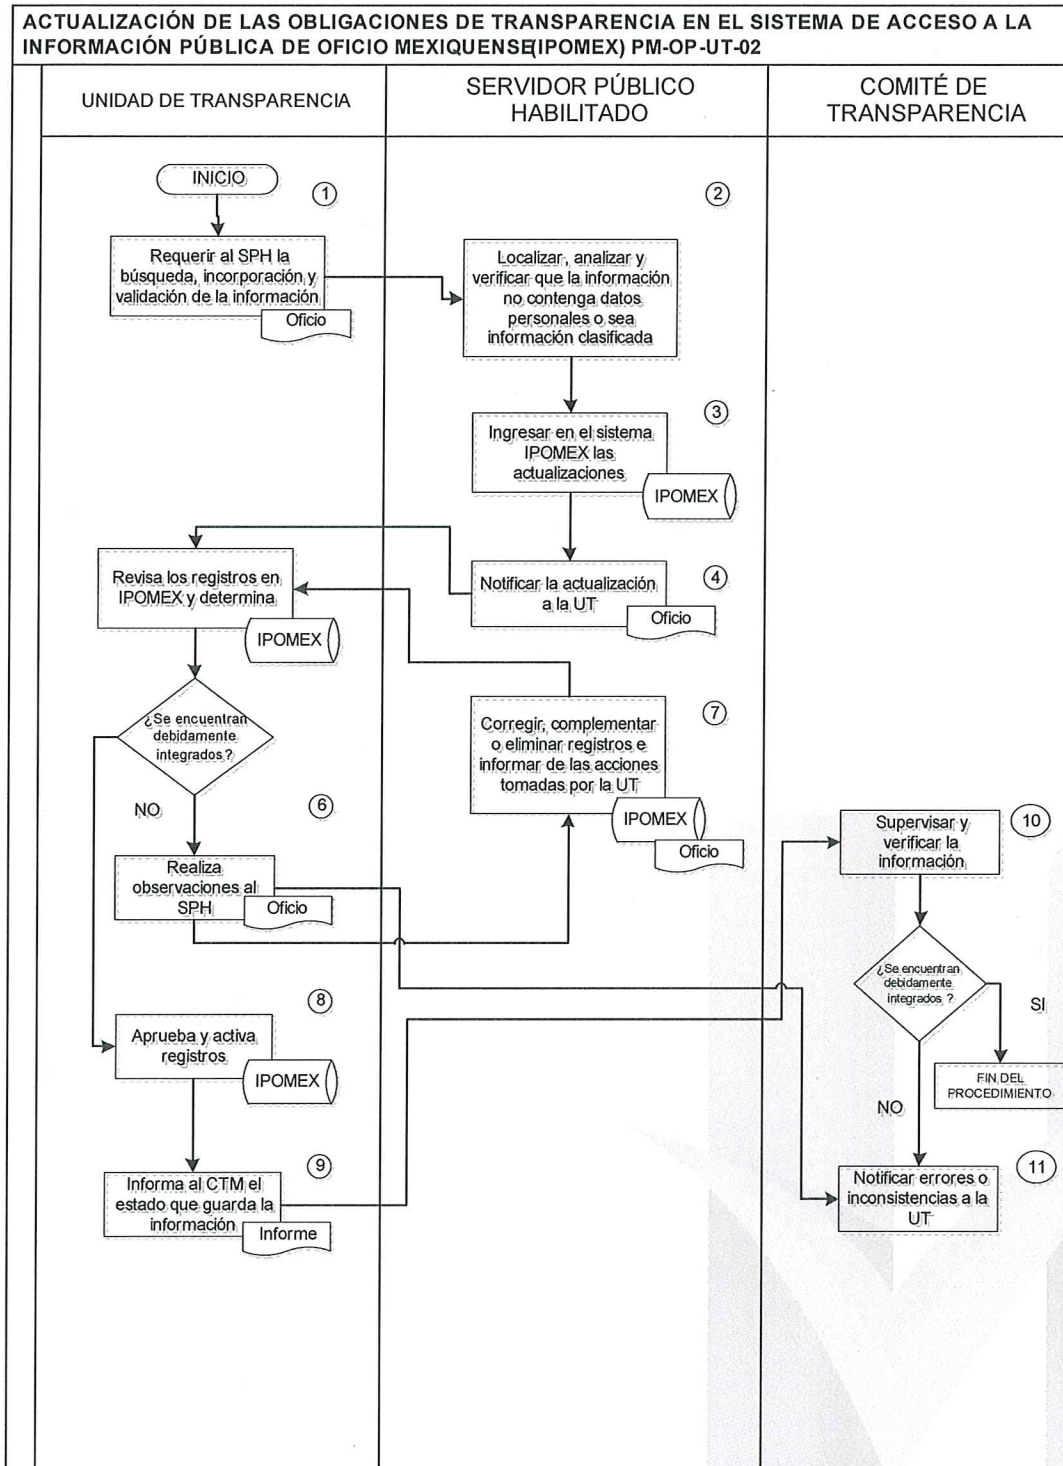 ACTUALIZACIÓN DE LAS OBLIGACIONES DE TRANSPARENCIA EN EL SISTEMA DE ACCESO A LA
INFORMACIÓN PÚBLICA DE OFICIO MEXIQUENSE(IPOMEX) PM-OP-UT-02
UNIDAD DE TRANSPARENCIA
SERVIDOR PÚBLICO
HABILITADO
COMITÉ DE
TRANSPARENCIA
INICIO
1
Requerir al SPH la
búsqueda, incorporación y
validación de la información
Oficio
2
Localizar, analizar y
verificar que la información
no contenga datos
personales o sea
información clasificada
3
Ingresar en el sistema
IPOMEX las
actualizaciones
IPOMEX
4
Notificar la actualización
a la UT
Oficio
Revisa los registros en
IPOMEX y determina
IPOMEX
¿Se encuentran
debidamente
integrados?
NO
6
Realiza
observaciones al
SPH
Oficio
7
Corregir, complementar
o eliminar registros e
informar de las acciones
tomadas por la UT
IPOMEX
Oficio
8
Aprueba y activa
registros
IPOMEX
9
Informa al CTM el
estado que guarda la
información
Informe
10
Supervisar y
verificar la
información
¿Se encuentran
debidamente
integrados ?
SI
FIN DEL
PROCEDIMIENTO
NO
11
Notificar errores o
inconsistencias a la
UT